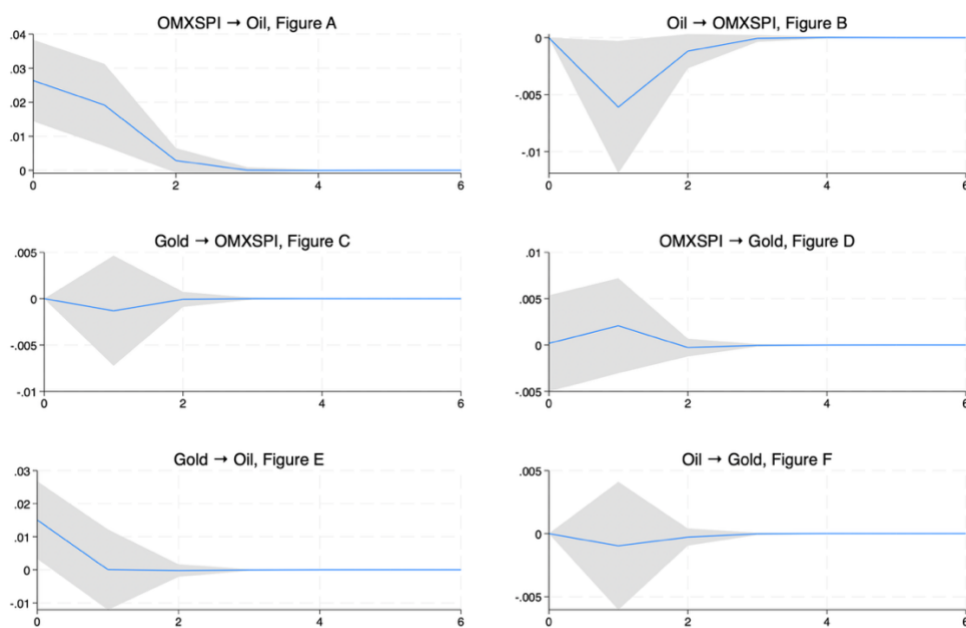 OMXSPI → Oil, Figure A
.04
.03
.02
.01
0
0 2 4 6
Oil → OMXSPI, Figure B
0
-.005
-.01
0 2 4 6
Gold → OMXSPI, Figure C
.005
0
-.005
-.01
0 2 4 6
OMXSPI → Gold, Figure D
.01
.005
0
-.005
0 2 4 6
Gold → Oil, Figure E
.03
.02
.01
0
-.01
0 2 4 6
Oil → Gold, Figure F
.005
0
-.005
0 2 4 6